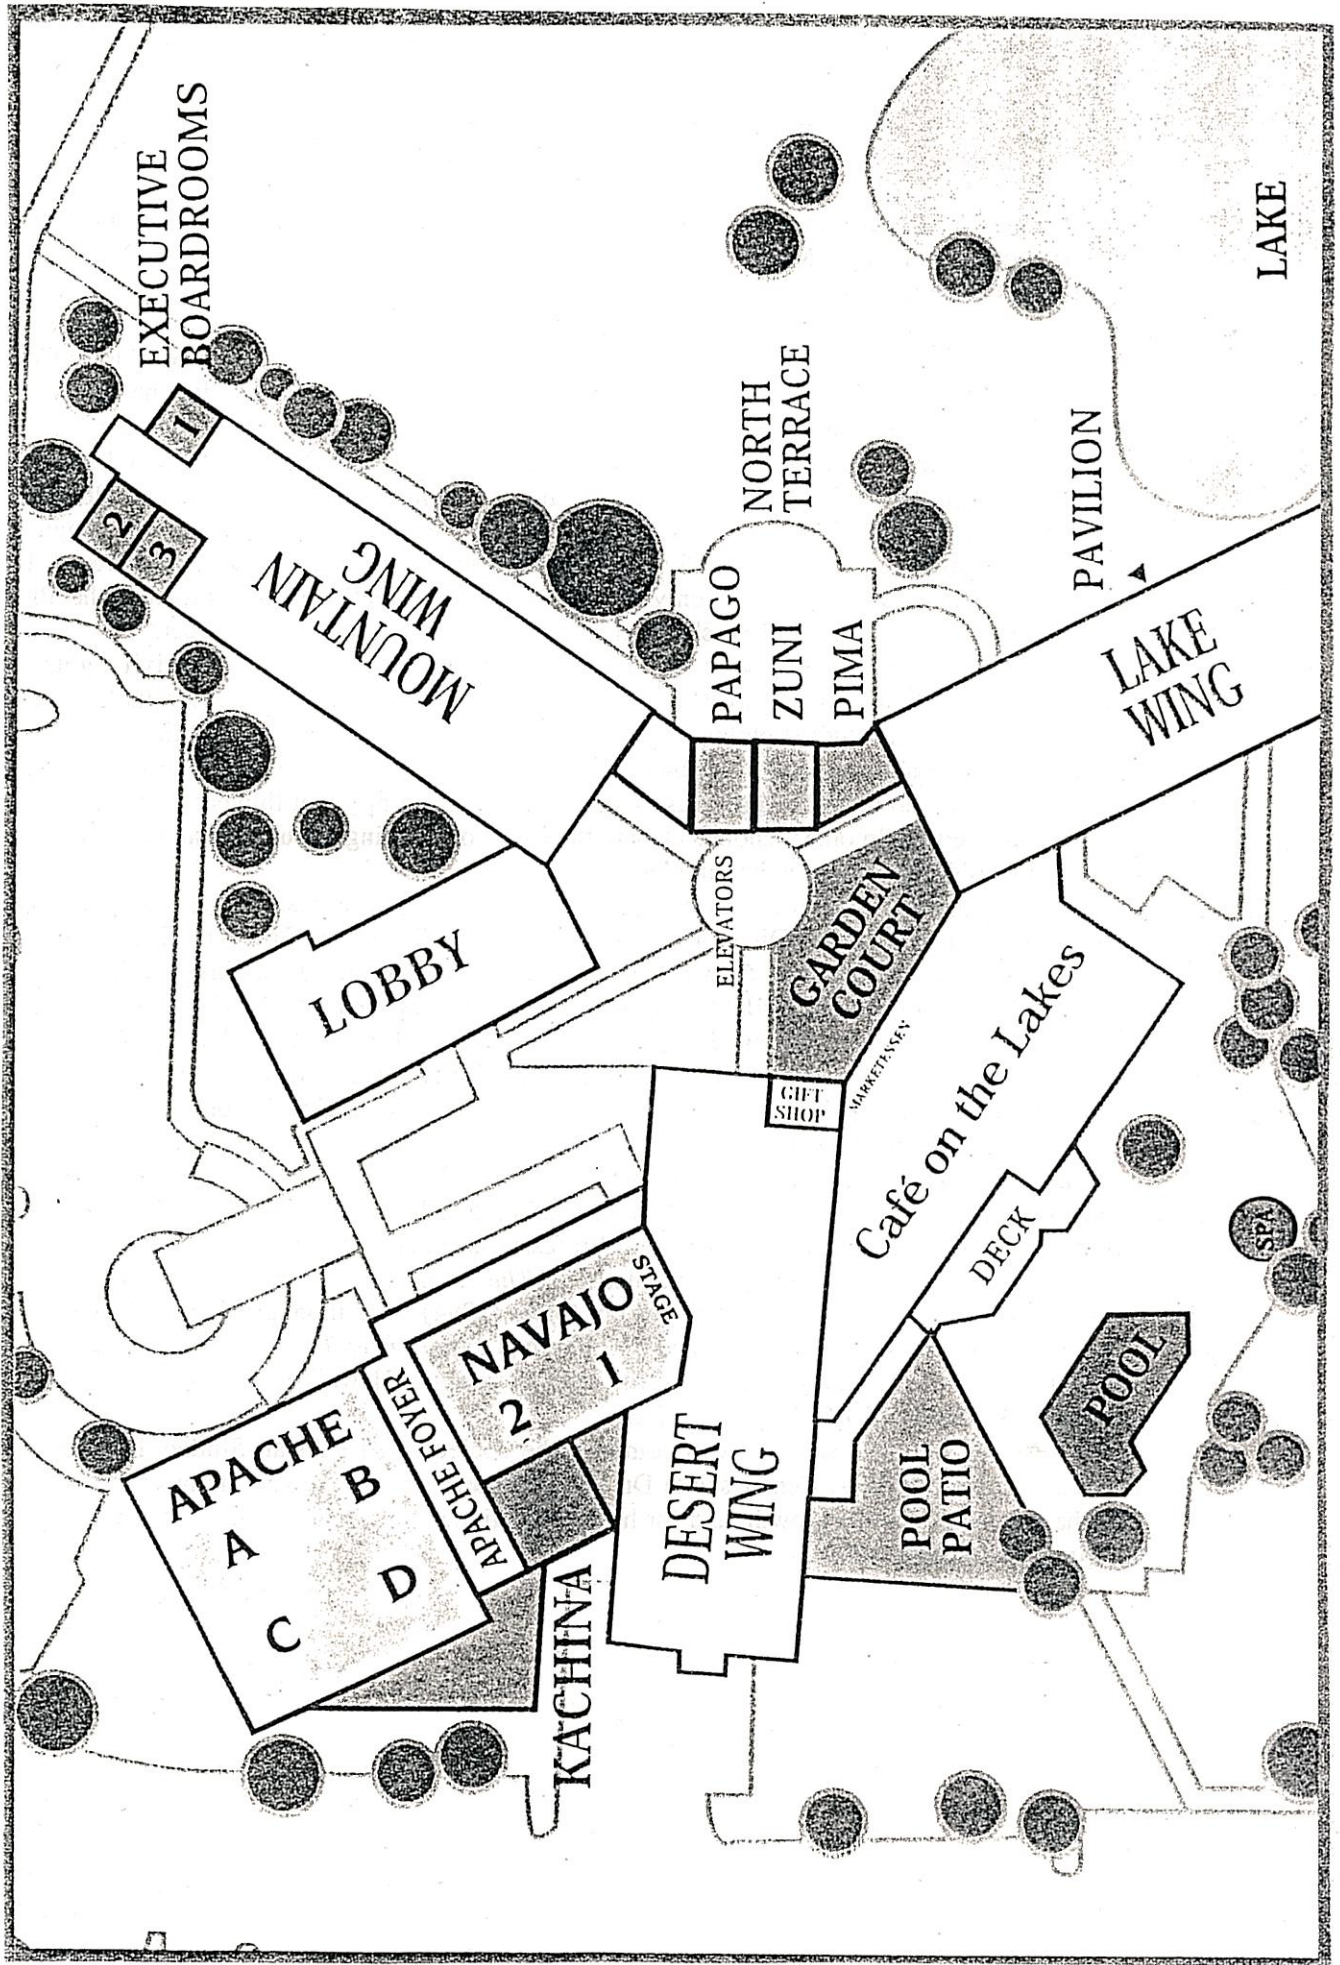 EXECUTIVE
BOARDROOMS
1
2
3
MOUNTAIN
WING
LAKE
NORTH
TERRACE
PAVILION
PAPAGO
ZUNI
PIMA
LAKE
WING
LOBBY
ELEVATORS
GARDEN
COURT
MARKETESSEN
GIFT
SHOP
Café on the Lakes
DECK
SPA
POOL
POOL
PATIO
DESERT
WING
NAVAJO
STAGE
1
2
APACHE FOYER
APACHE
A
B
C
D
KACHINA